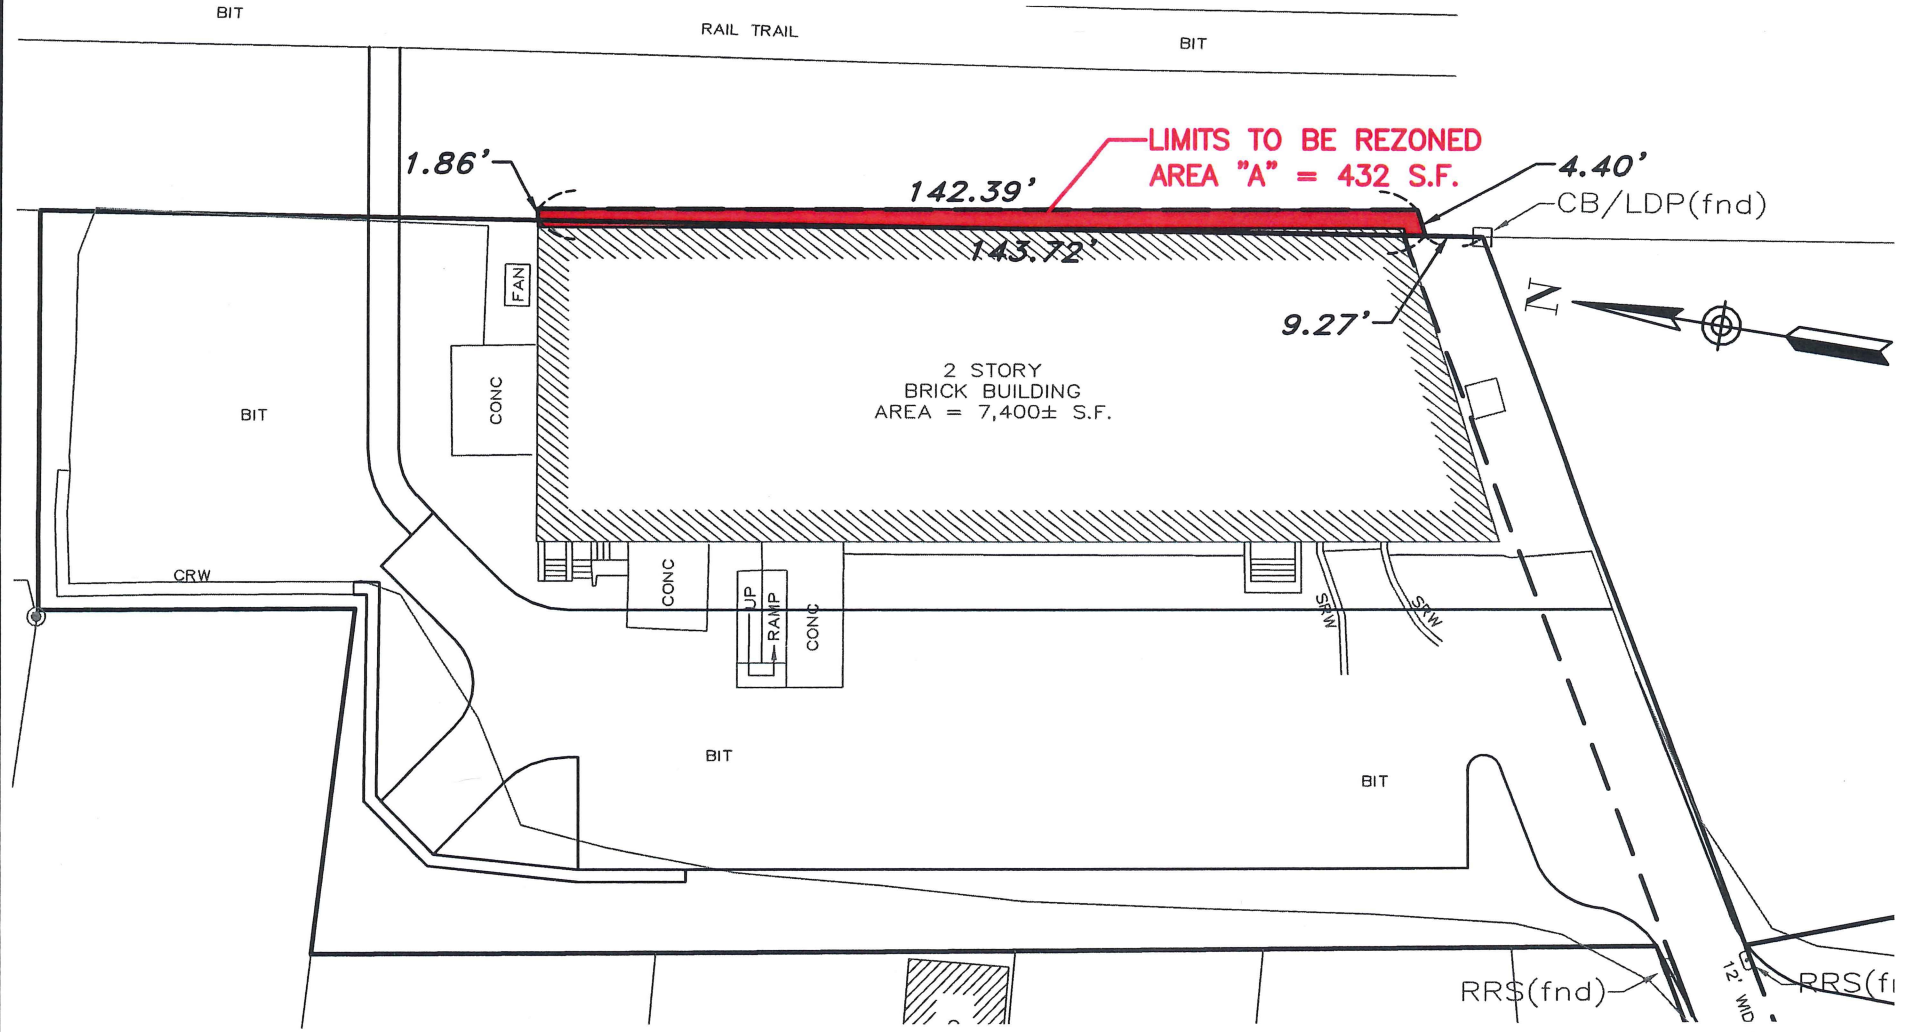 BIT
RAIL TRAIL
BIT
LIMITS TO BE REZONED
AREA "A" = 432 S.F.
1.86'
142.39'
4.40'
CB/LDP(fnd)
143.72'
FAN
N
9.27'
2 STORY
BRICK BUILDING
AREA = 7,400± S.F.
CONC
BIT
CRW
CONC
UP
RAMP
CONC
SRW
SRW
BIT
BIT
RRS(fnd)
12' WID
RRS(f